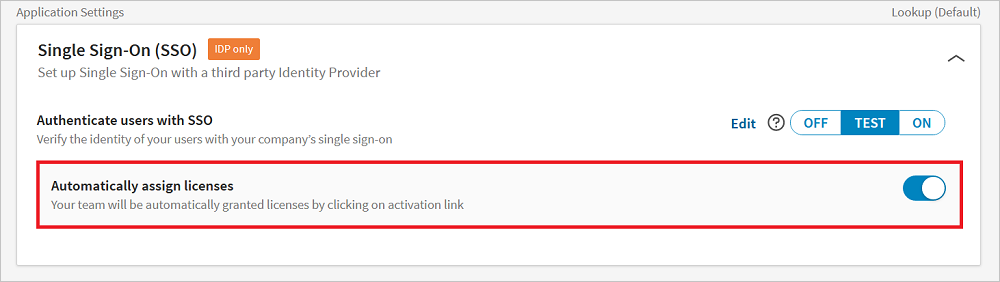 Application Settings
Lookup (Default)
Single Sign-On (SSO) IDP only
Set up Single Sign-On with a third party Identity Provider
Authenticate users with SSO
Edit ? OFF TEST ON
Verify the identity of your users with your company’s single sign-on
Automatically assign licenses
Your team will be automatically granted licenses by clicking on activation link